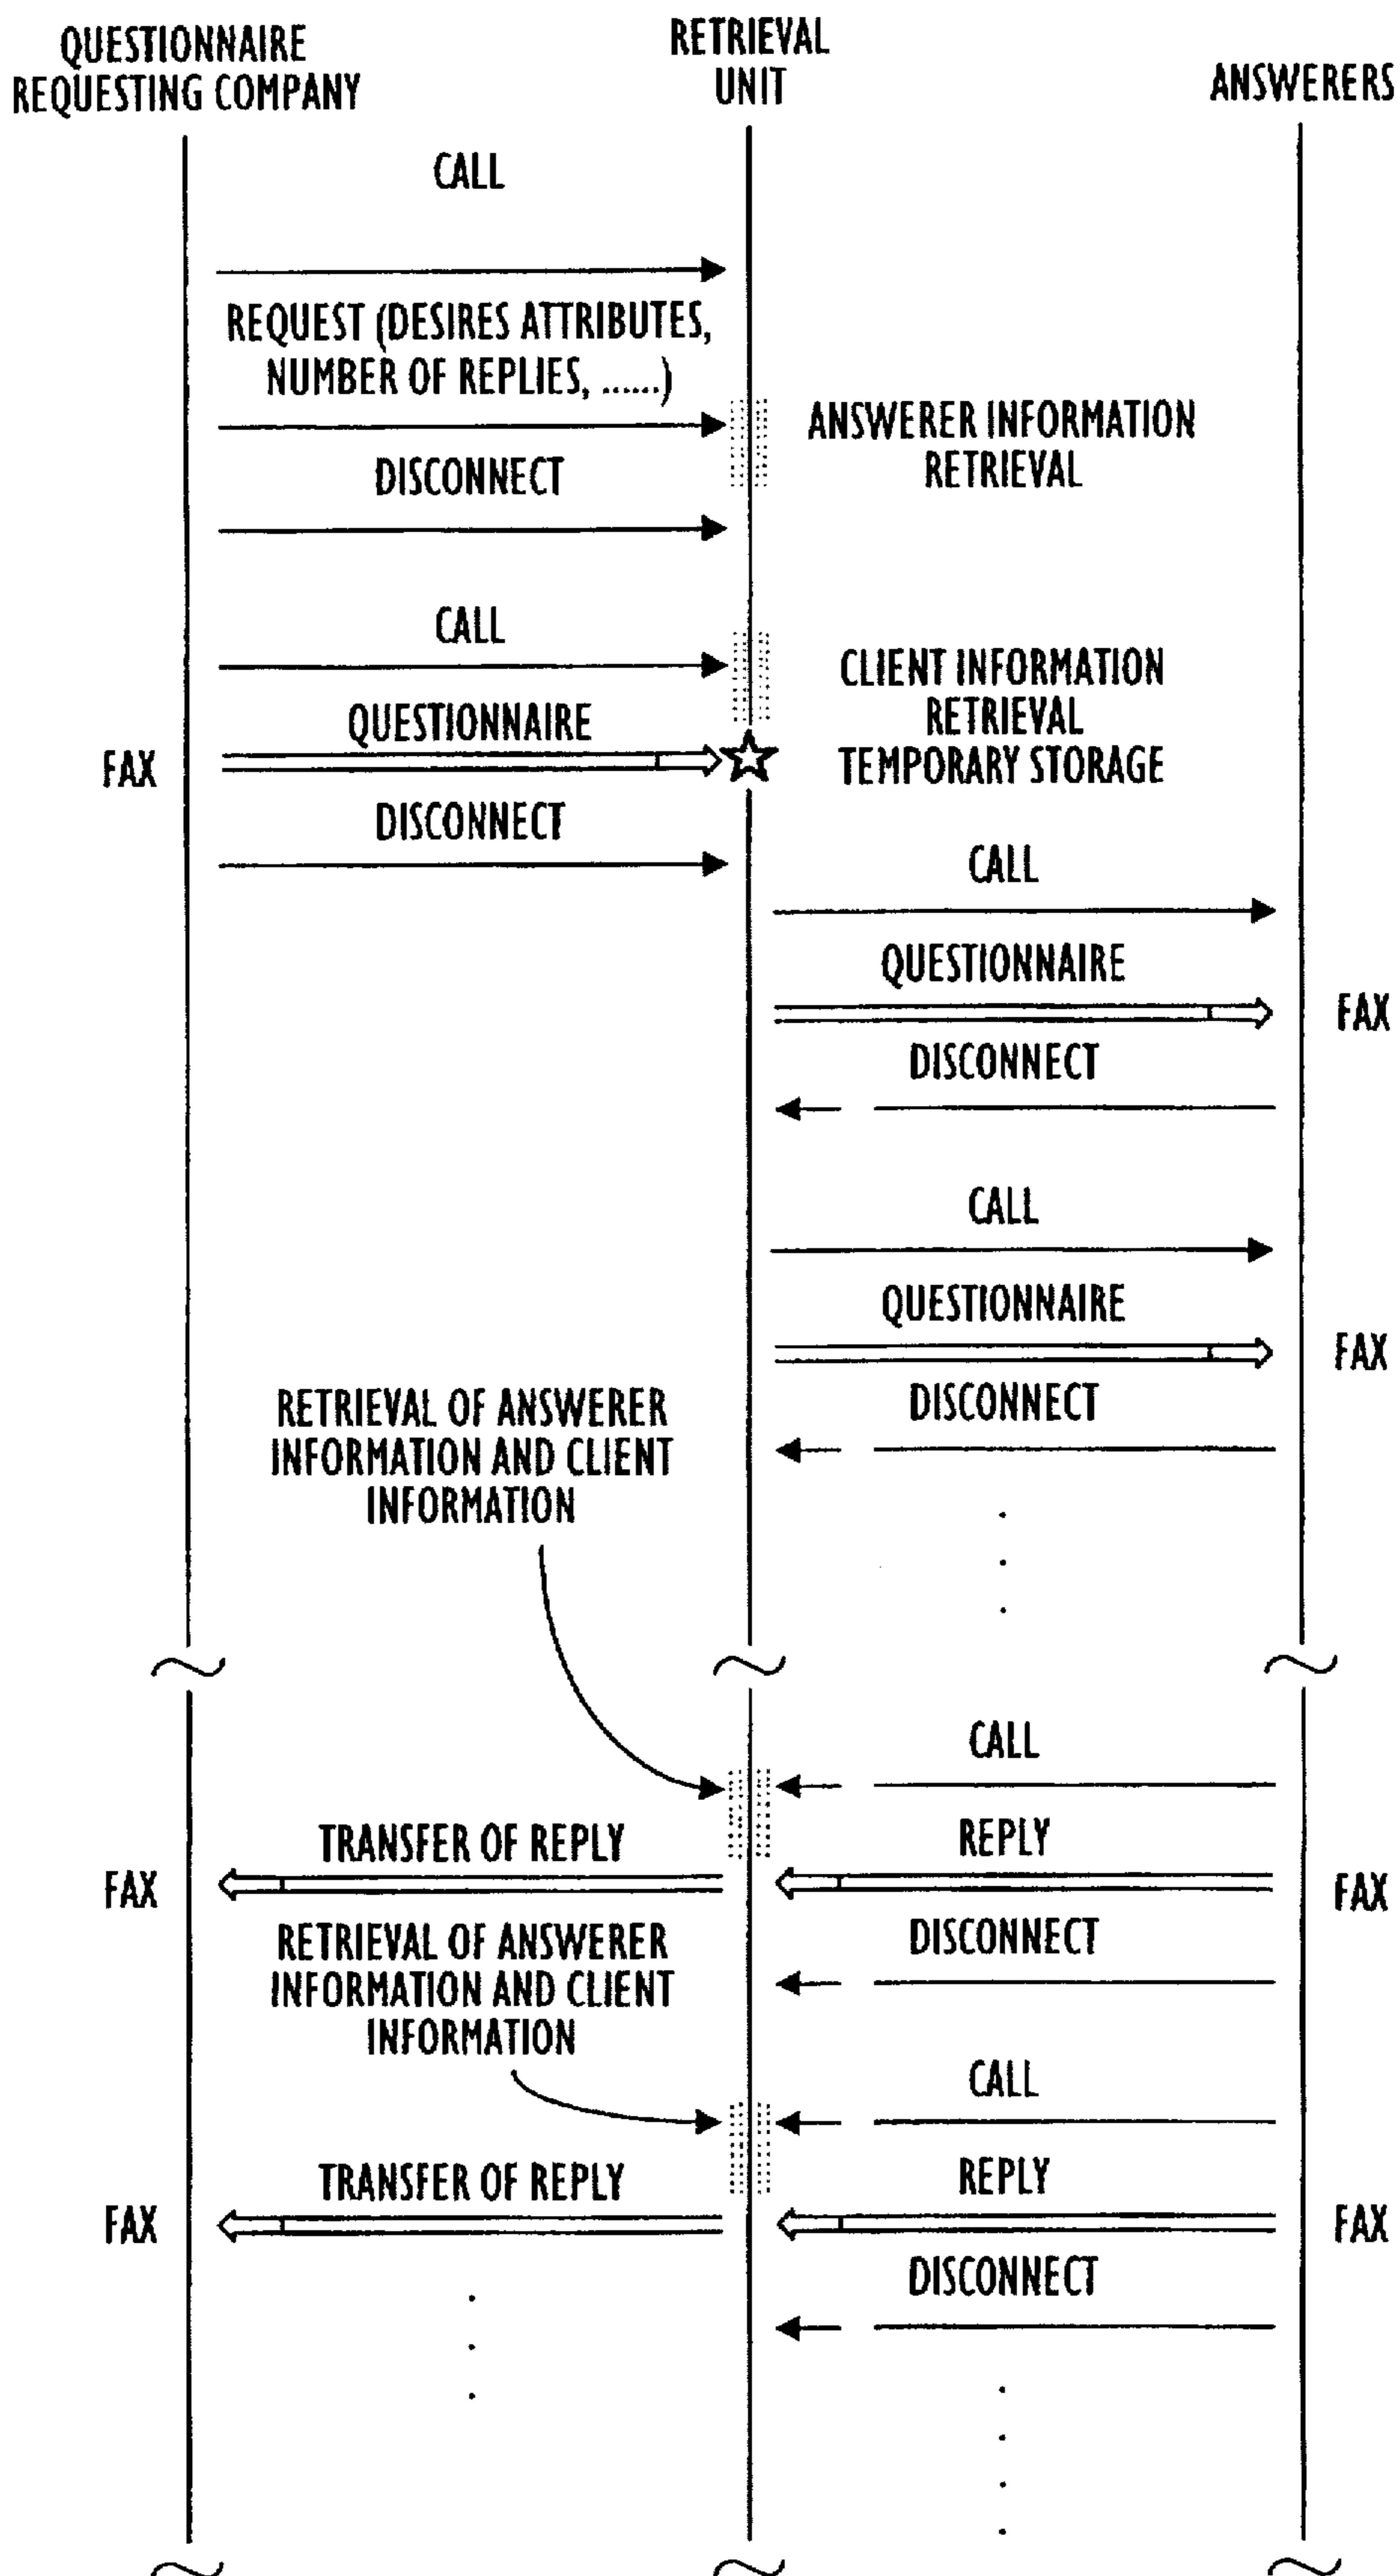 QUESTIONNAIRE
REQUESTING COMPANY
RETRIEVAL
UNIT
ANSWERERS
CALL
REQUEST (DESIRES ATTRIBUTES,
NUMBER OF REPLIES, ......)
ANSWERER INFORMATION
RETRIEVAL
DISCONNECT
CALL
CLIENT INFORMATION
RETRIEVAL
TEMPORARY STORAGE
QUESTIONNAIRE
FAX
DISCONNECT
CALL
QUESTIONNAIRE
FAX
DISCONNECT
CALL
QUESTIONNAIRE
FAX
DISCONNECT
RETRIEVAL OF ANSWERER
INFORMATION AND CLIENT
INFORMATION
CALL
TRANSFER OF REPLY
REPLY
FAX
FAX
RETRIEVAL OF ANSWERER
INFORMATION AND CLIENT
INFORMATION
DISCONNECT
CALL
TRANSFER OF REPLY
REPLY
FAX
FAX
DISCONNECT